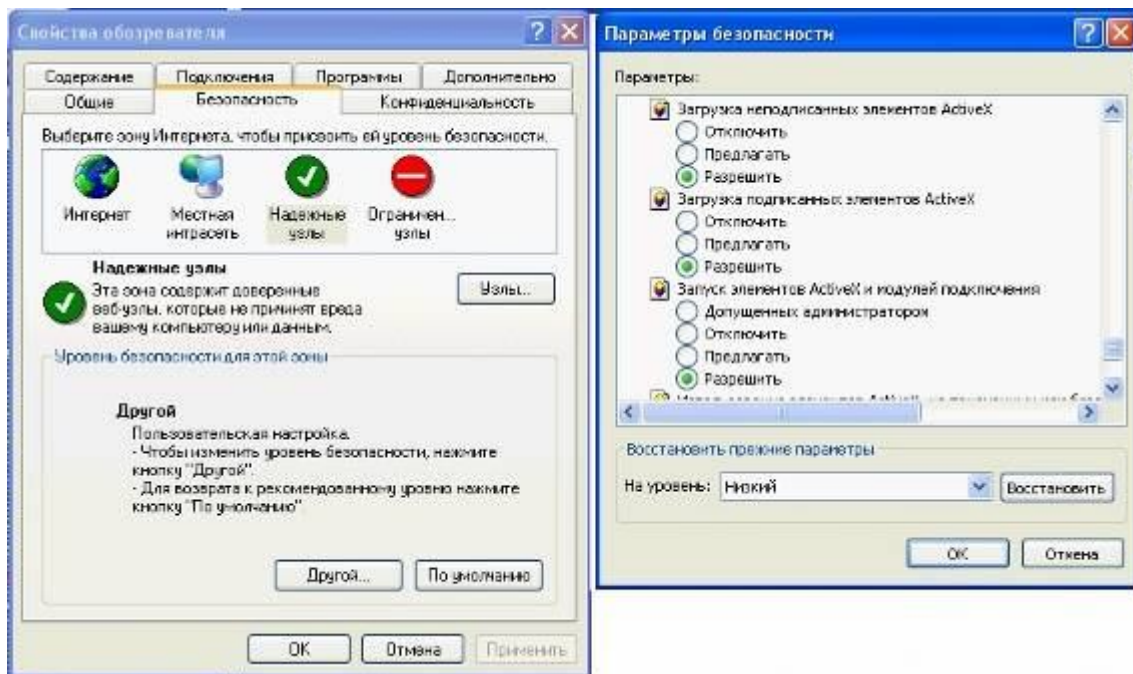 Свойства обозревателя
Содержание
Подключения
Программы
Дополнительно
Общие
Безопасность
Конфиденциальность
Выберите зону Интернета, чтобы присвоить ей уровень безопасности.
Интернет
Местная интрасеть
Надежные узлы
Ограничен... узлы
Надежные узлы
Эта зона содержит доверенные
веб-узлы, которые не причинят вреда
вашему компьютеру или данным.
Узлы...
Уровень безопасности для этой зоны
Другой
Пользовательская настройка.
- Чтобы изменить уровень безопасности, нажмите
кнопку "Другой".
- Для возврата к рекомендованному уровню нажмите
кнопку "По умолчанию"
Другой...
По умолчанию
ОК
Отмена
Применить
Параметры безопасности
Параметры:
Загрузка неподписанных элементов ActiveX
Отключить
Предлагать
Разрешить
Загрузка подписанных элементов ActiveX
Отключить
Предлагать
Разрешить
Запуск элементов ActiveX и модулей подключения
Допущенных администратором
Отключить
Предлагать
Разрешить
Восстановить прежние параметры
На уровень:
Низкий
Восстановить
ОК
Отмена